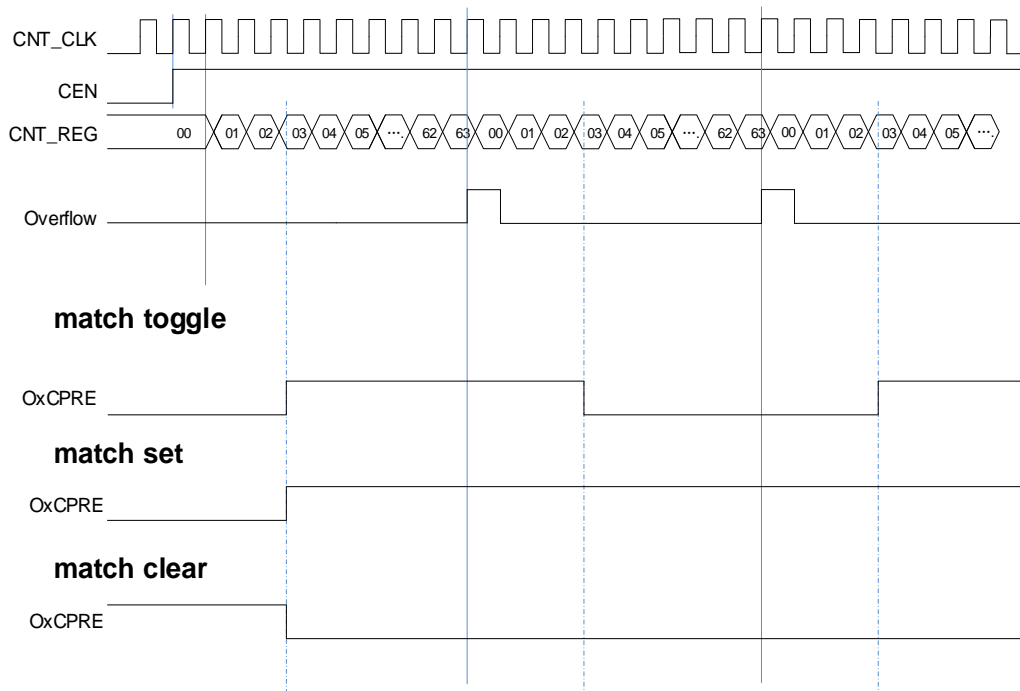 CNT_CLK
CEN
CNT_REG 00 01 02 03 04 05 ···. 62 63 00 01 02 03 04 05 ···. 62 63 00 01 02 03 04 05 ···.
Overflow
match toggle
OxCPRE
match set
OxCPRE
match clear
OxCPRE